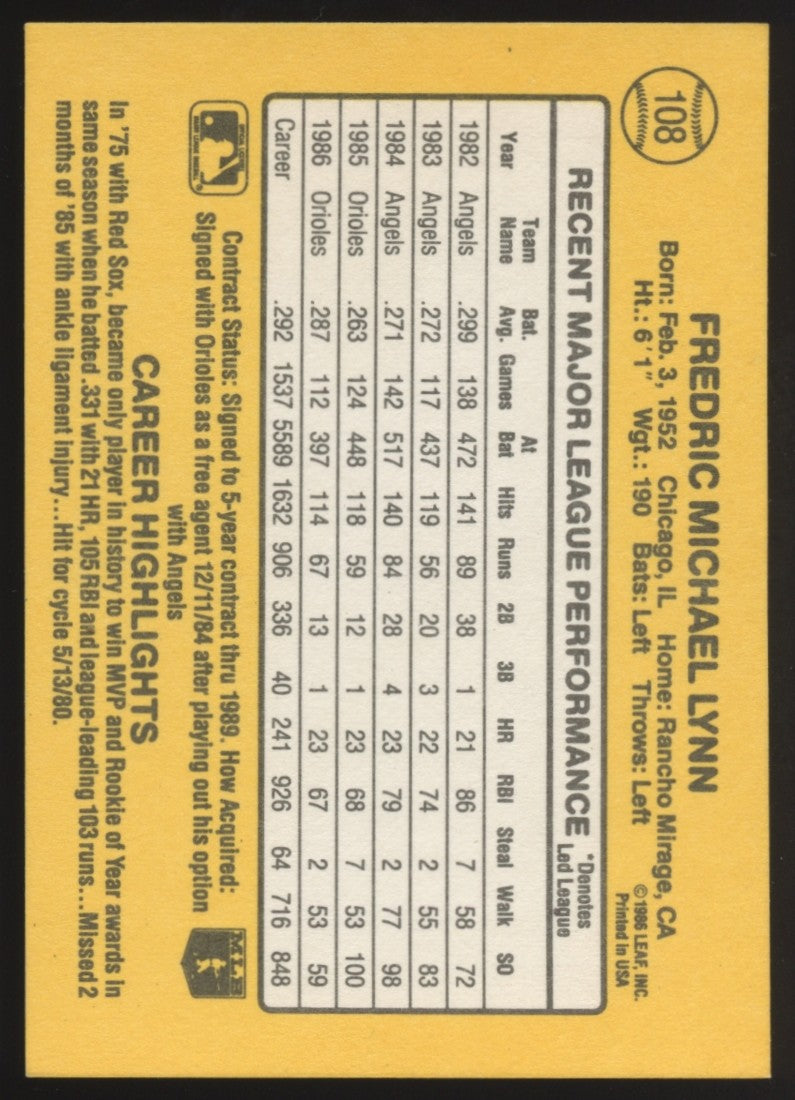 108
FREDRIC MICHAEL LYNN
Born: Feb. 3, 1952 Chicago, IL Home: Rancho Mirage, CA
Ht.: 6'1" Wgt.: 190 Bats: Left Throws: Left
©1986 LEAF, INC.
Printed in USA
RECENT MAJOR LEAGUE PERFORMANCE *Denotes Led League
Year Team Name Bat. Avg. Games At Bat Hits Runs 2B 3B HR RBI Steal Walk SO
1982 Angels .299 138 472 141 89 38 1 21 86 7 58 72
1983 Angels .272 117 437 119 56 20 3 22 74 2 55 83
1984 Angels .271 142 517 140 84 28 4 23 79 2 77 98
1985 Orioles .263 124 448 118 59 12 1 23 68 7 53 100
1986 Orioles .287 112 397 114 67 13 1 23 67 2 53 59
Career .292 1537 5589 1632 906 336 40 241 926 64 716 848
Contract Status: Signed to 5-year contract thru 1989. How Acquired:
Signed with Orioles as a free agent 12/11/84 after playing out his option
with Angels
MLB
CAREER HIGHLIGHTS
In '75 with Red Sox, became only player in history to win MVP and Rookie of Year awards in
same season when he batted .331 with 21 HR, 105 RBI and league-leading 103 runs...Missed 2
months of '85 with ankle ligament injury...Hit for cycle 5/13/80.